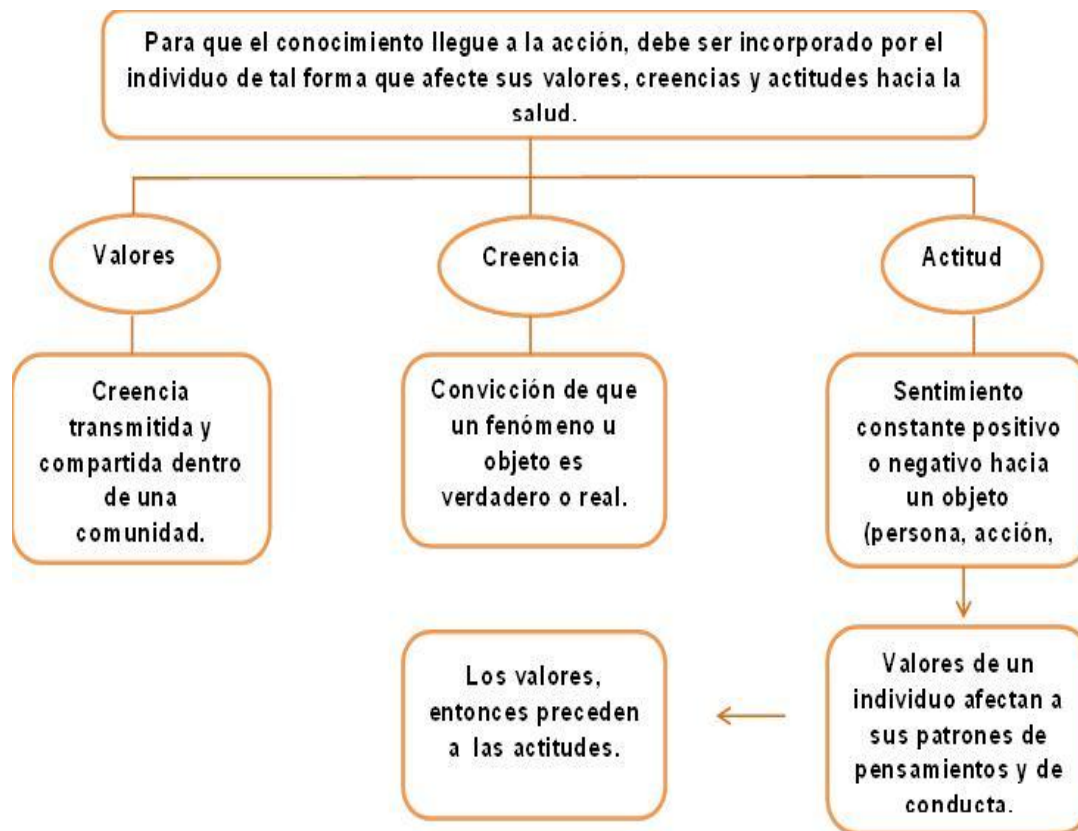 Para que el conocimiento llegue a la acción, debe ser incorporado por el
individuo de tal forma que afecte sus valores, creencias y actitudes hacia la
salud.
Valores
Creencia
Actitud
Creencia
transmitida y
compartida dentro
de una
comunidad.
Convicción de que
un fenómeno u
objeto es
verdadero o real.
Sentimiento
constante positivo
o negativo hacia
un objeto
(persona, acción,
Los valores,
entonces preceden
a las actitudes.
Valores de un
individuo afectan a
sus patrones de
pensamientos y de
conducta.